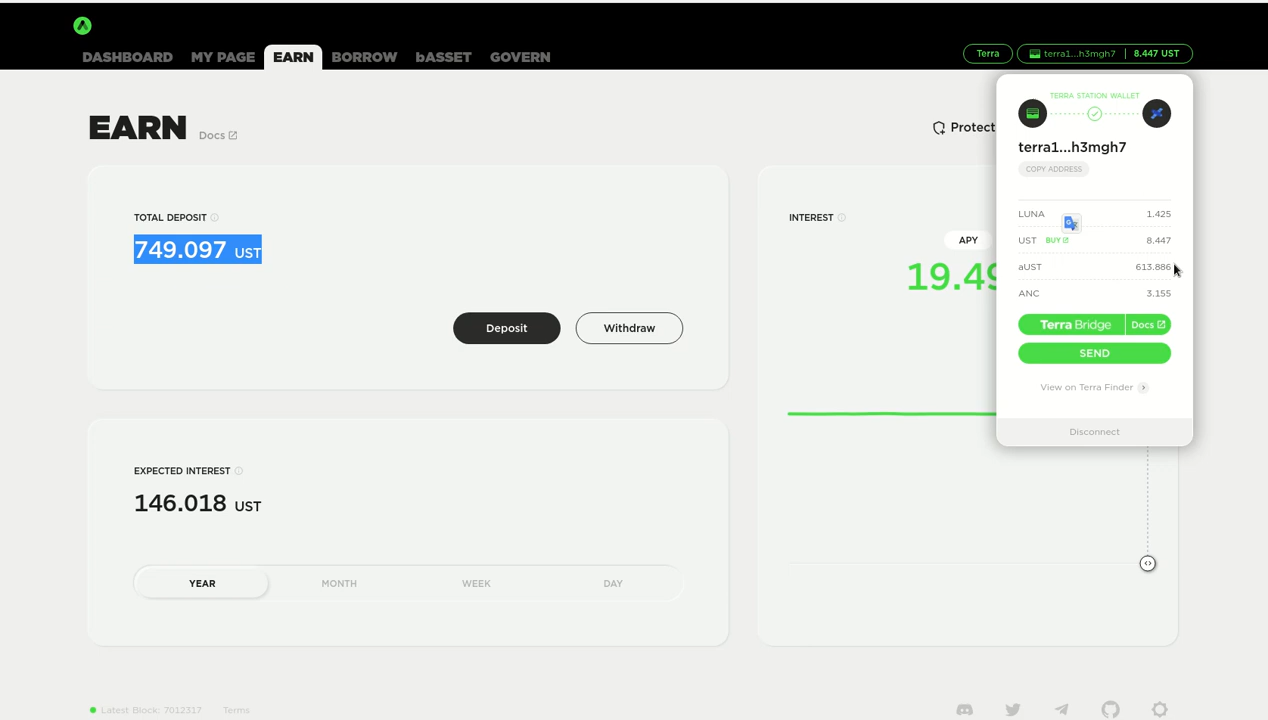 DASHBOARD MY PAGE EARN BORROW bASSET GOVERN
Terra terra1...h3mgh7 8.447 UST
EARN Docs
Protect
TERRA STATION WALLET
terra1...h3mgh7
COPY ADDRESS
LUNA 1.425
UST BUY 8.447
aUST 613.886
ANC 3.155
Terra Bridge Docs
SEND
View on Terra Finder
Disconnect
TOTAL DEPOSIT
749.097 UST
Deposit Withdraw
INTEREST
APY
19.49
EXPECTED INTEREST
146.018 UST
YEAR MONTH WEEK DAY
Latest Block: 7012317 Terms